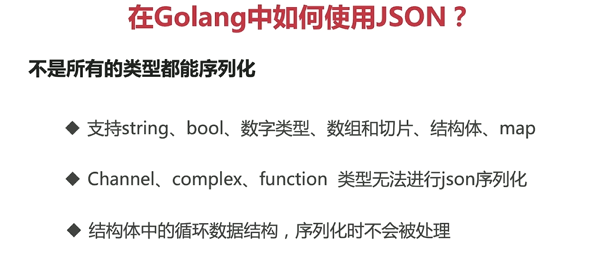 在Golang中如何使用JSON？
不是所有的类型都能序列化
◆ 支持string、bool、数字类型、数组和切片、结构体、map
◆ Channel、complex、function 类型无法进行json序列化
◆ 结构体中的循环数据结构，序列化时不会被处理